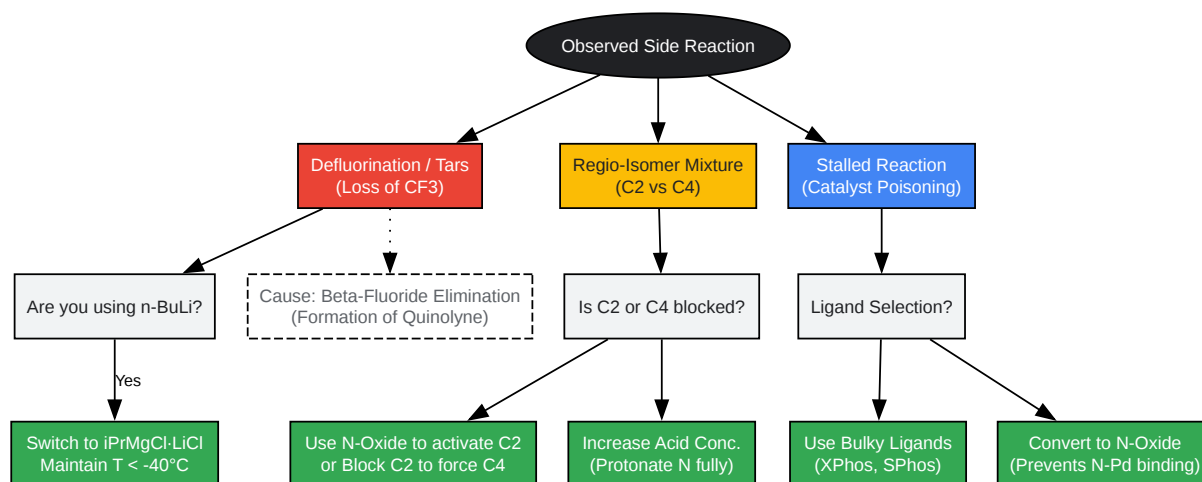 Observed Side Reaction
Defluorination / Tars
(Loss of CF3)
Regio-Isomer Mixture
(C2 vs C4)
Stalled Reaction
(Catalyst Poisoning)
Are you using n-BuLi?
Cause: Beta-Fluoride Elimination
(Formation of Quinolyne)
Is C2 or C4 blocked?
Ligand Selection?
Yes
Switch to iPrMgCl·LiCl
Maintain T < -40°C
Use N-Oxide to activate C2
or Block C2 to force C4
Increase Acid Conc.
(Protonate N fully)
Use Bulky Ligands
(XPhos, SPhos)
Convert to N-Oxide
(Prevents N-Pd binding)